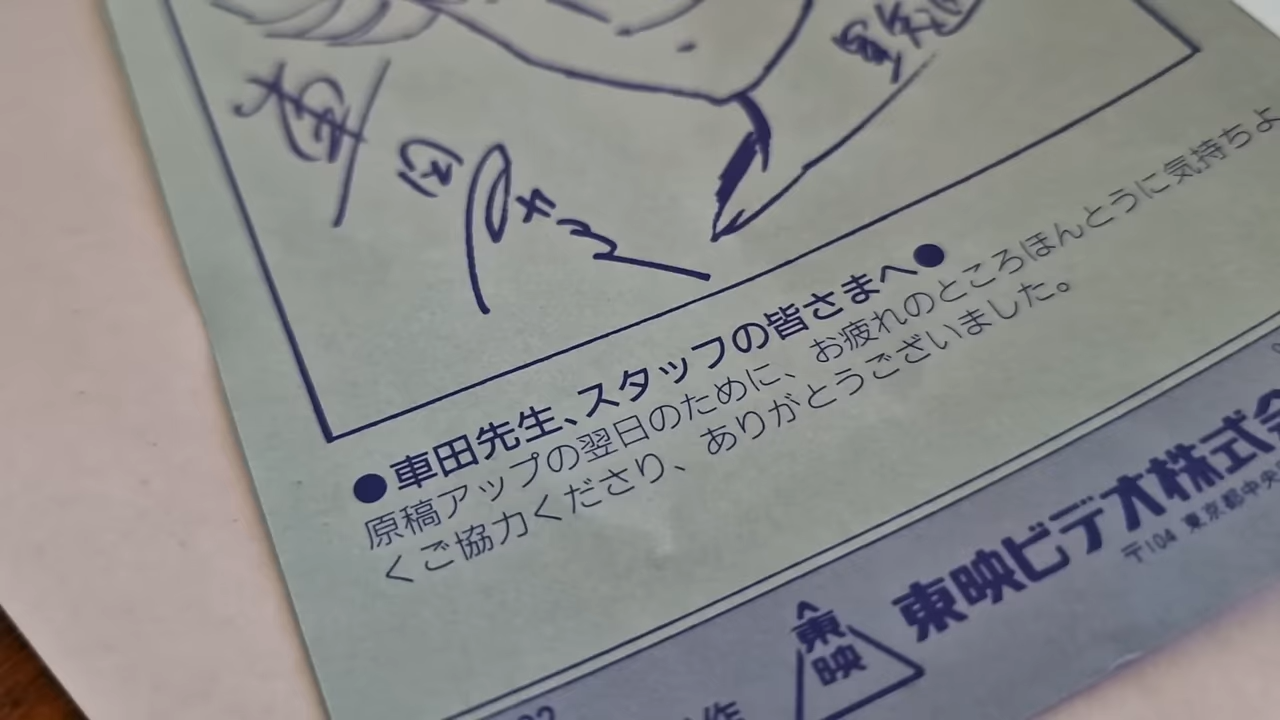 ●車田先生、スタッフの皆さまへ●
原稿アップの翌日のために、お疲れのところほんとうに気持ちよ
くご協力くださり、ありがとうございました。
東映ビデオ株式会
〒104 東京都中央
東映
作